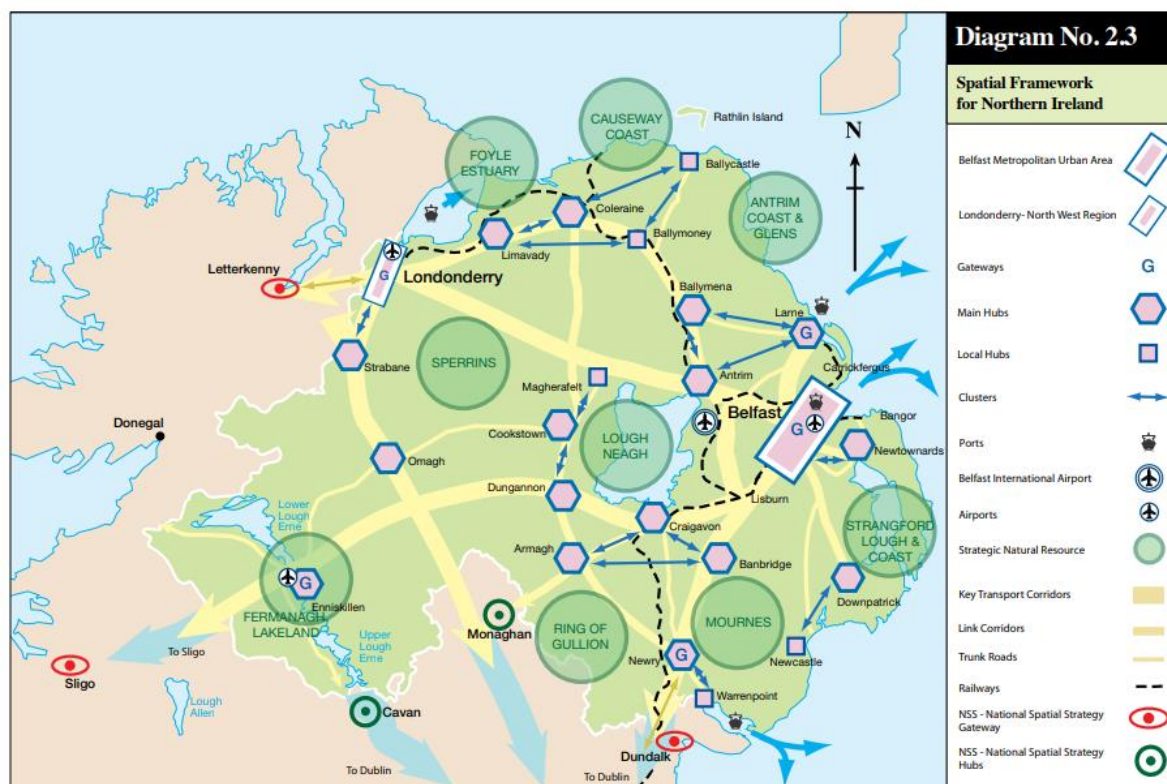 Diagram No. 2.3
Spatial Framework
for Northern Ireland
Belfast Metropolitan Urban Area
Londonderry- North West Region
Gateways
G
Main Hubs
Local Hubs
Clusters
Ports
Belfast International Airport
Airports
Strategic Natural Resource
Key Transport Corridors
Link Corridors
Trunk Roads
Railways
NSS - National Spatial Strategy
Gateway
NSS - National Spatial Strategy
Hubs
N
Rathlin Island
CAUSEWAY
COAST
FOYLE
ESTUARY
Ballycastle
ANTRIM
COAST &
GLENS
Coleraine
Ballymoney
Limavady
Letterkenny
G
Londonderry
Ballymena
Larne
G
Strabane
SPERRINS
Carrickfergus
Antrim
Magherafelt
Belfast
G
Bangor
Donegal
Cookstown
LOUGH
NEAGH
Newtownards
Omagh
Dungannon
Lisburn
Lower
Lough
Erne
Craigavon
STRANGFORD
LOUGH &
COAST
Armagh
Banbridge
G
Enniskillen
Downpatrick
FERMANAGH
LAKELAND
Monaghan
RING OF
GULLION
MOURNES
Upper
Lough
Erne
To Sligo
Newry
G
Newcastle
Sligo
Warrenpoint
Lough
Allen
Cavan
Dundalk
To Dublin
To Dublin